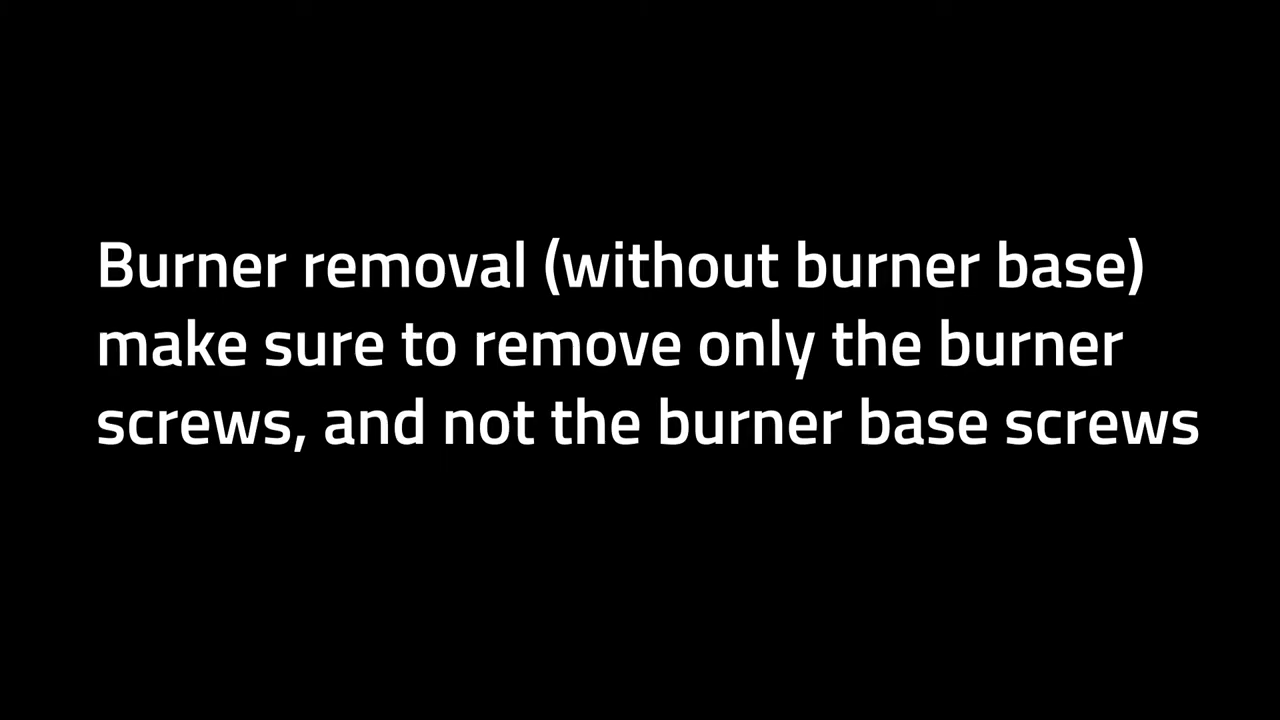 Burner removal (without burner base)
make sure to remove only the burner
screws, and not the burner base screws